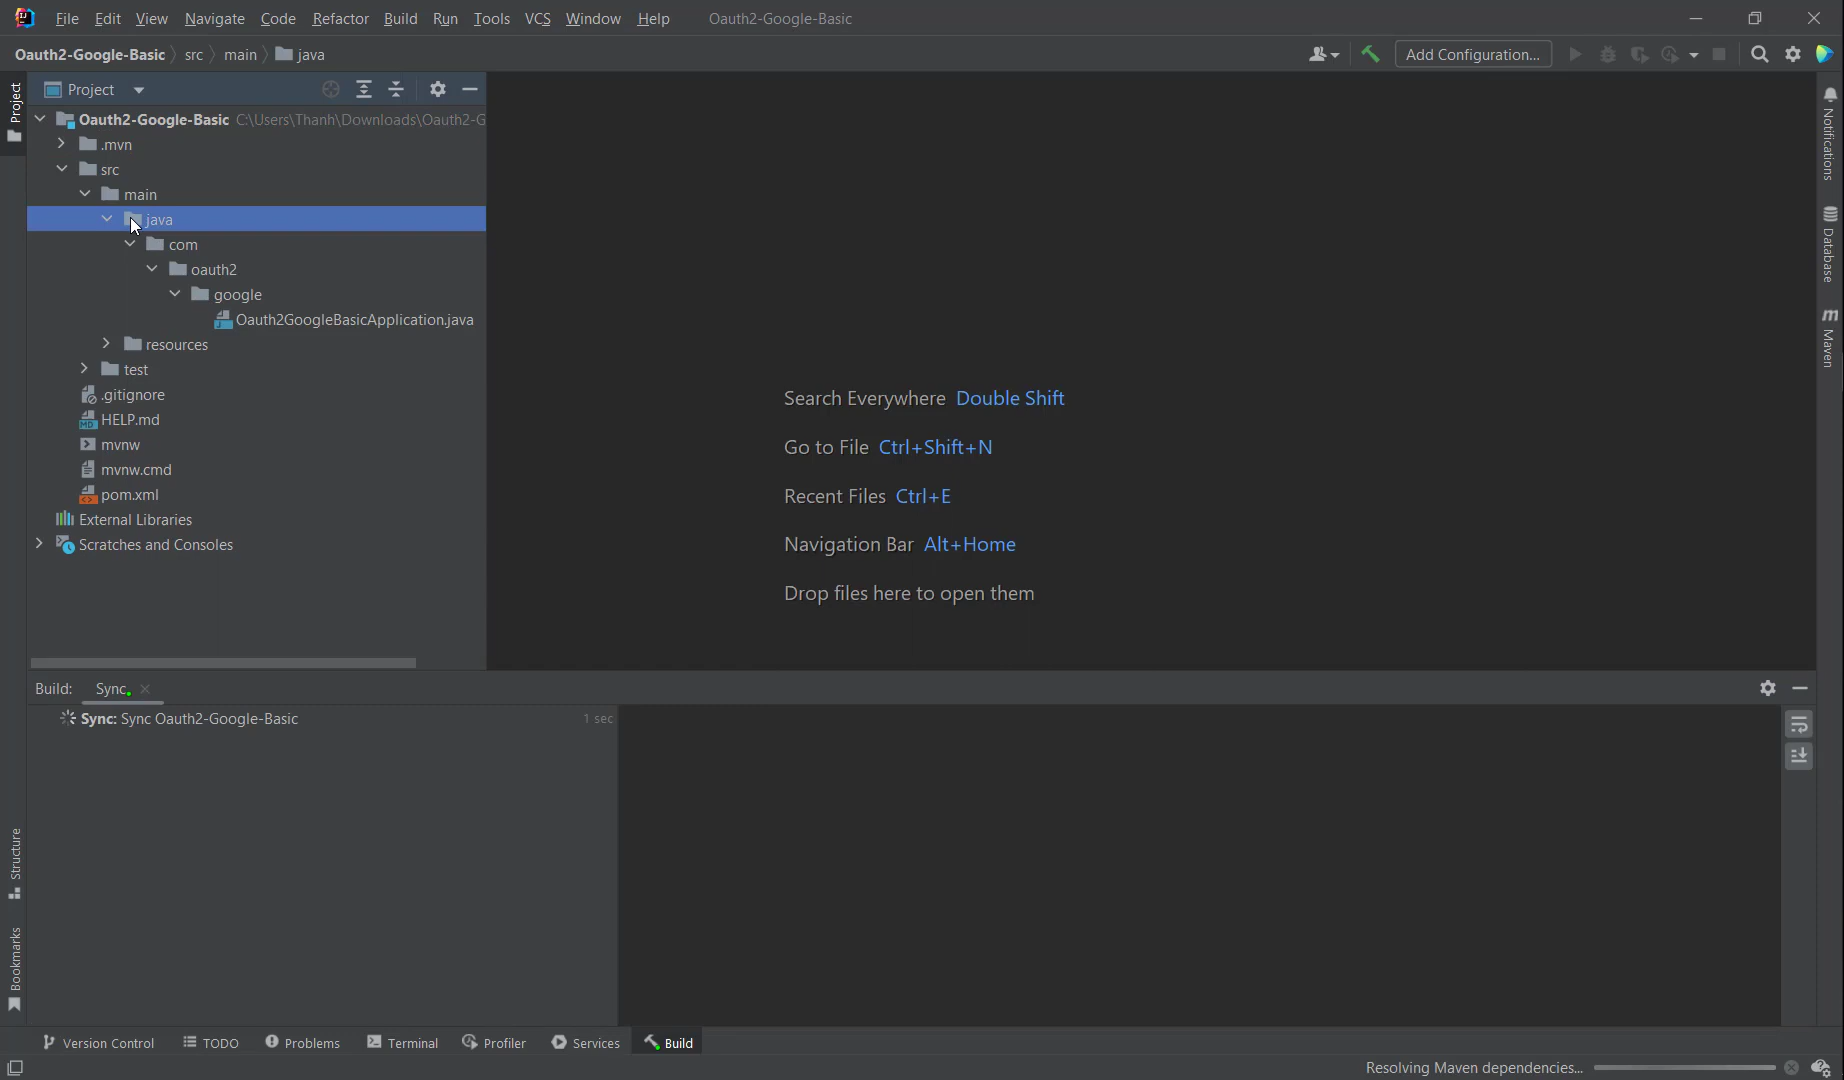 File Edit View Navigate Code Refactor Build Run Tools VCS Window Help Oauth2-Google-Basic
Oauth2-Google-Basic src main java Add Configuration...
Project
Project
Oauth2-Google-Basic C:\Users\Thanh\Downloads\Oauth2-G
.mvn
src
main
java
com
oauth2
google
Oauth2GoogleBasicApplication.java
resources
test
.gitignore
HELP.md
mvnw
mvnw.cmd
pom.xml
External Libraries
Scratches and Consoles
Search Everywhere Double Shift
Go to File Ctrl+Shift+N
Recent Files Ctrl+E
Navigation Bar Alt+Home
Drop files here to open them
Notifications
Database
Maven
Build: Sync
Sync: Sync Oauth2-Google-Basic 1 sec
Structure
Bookmarks
Version Control TODO Problems Terminal Profiler Services Build
Resolving Maven dependencies...